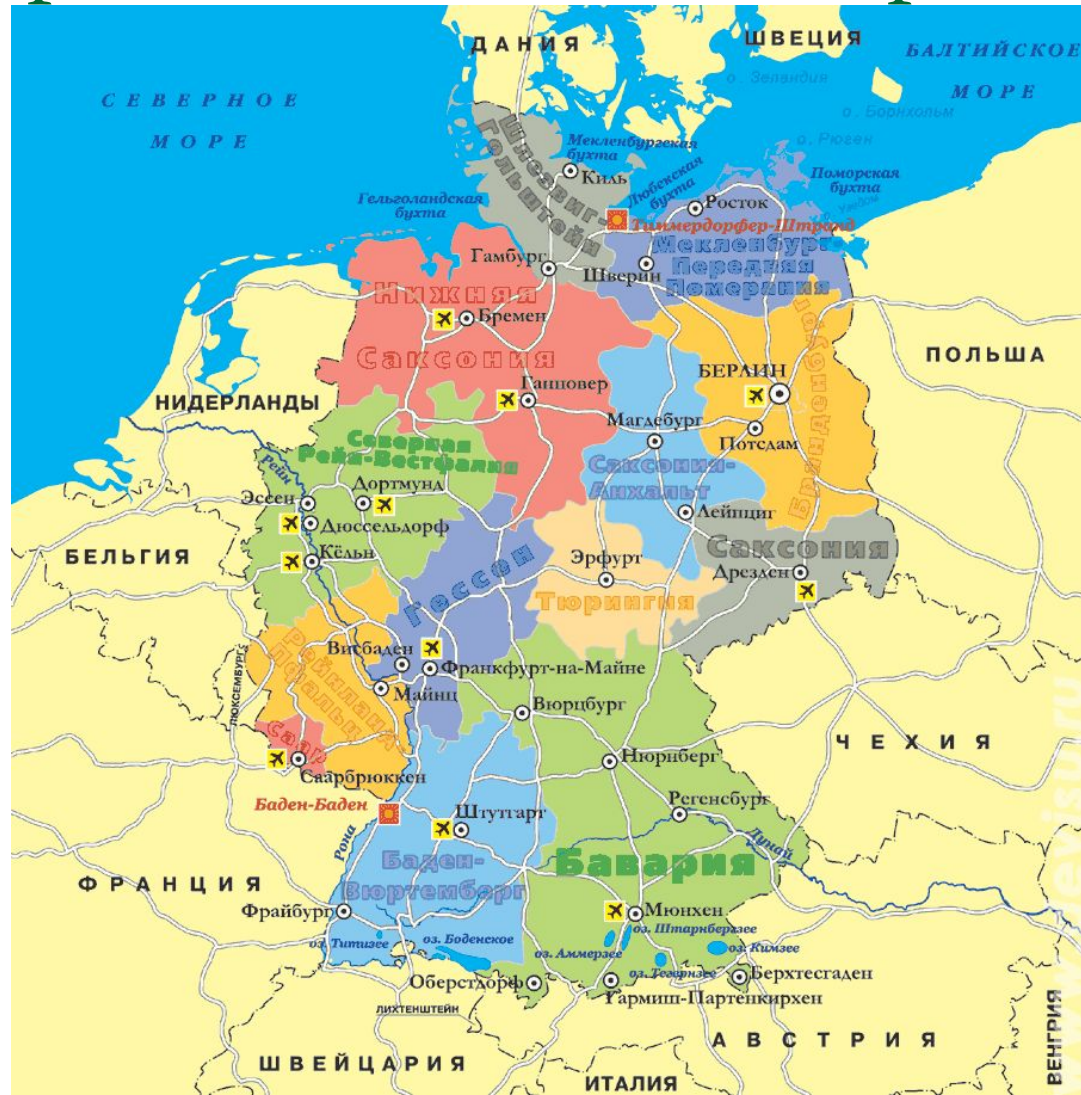 ДАНИЯ
ШВЕЦИЯ
БАЛТИЙСКОЕ
МОРЕ
СЕВЕРНОЕ
МОРЕ
о. Зеландия
о. Борнхольм
о. Рюген
Шлезвиг-
Гольштейн
Мекленбургская
бухта
Киль
Любекская
бухта
Поморская
бухта
Гельголандская
бухта
Росток
о. Узедом
Тиммердорфер-Штранд
Мекленбург
Передняя
Померания
Гамбург
Шверин
Нижняя
Саксония
Бремен
Бранденбург
ПОЛЬША
БЕРЛИН
Ганновер
НИДЕРЛАНДЫ
Магдебург
Потсдам
Северная
Рейн-Вестфалия
Рейн
Саксония-
Анхальт
Эссен
Дортмунд
Дюссельдорф
Лейпциг
БЕЛЬГИЯ
Кёльн
Гессен
Эрфурт
Саксония
Дрезден
Тюрингия
Рейнланд
Пфальц
Висбаден
Франкфурт-на-Майне
ЛЮКСЕМБУРГ
Майнц
Вюрцбург
Саар
Саарбрюккен
Нюрнберг
ЧЕХИЯ
Баден-Баден
Регенсбург
Рона
Штутгарт
Дунай
Баден-
Вюртемберг
Бавария
ФРАНЦИЯ
Фрайбург
Мюнхен
оз. Штарнбергзее
оз. Титизее
оз. Боденское
оз. Аммерзее
оз. Кимзее
оз. Тегернзее
Берхтесгаден
Оберстдорф
Гармиш-Партенкирхен
ЛИХТЕНШТЕЙН
ШВЕЙЦАРИЯ
АВСТРИЯ
ИТАЛИЯ
ВЕНГРИЯ